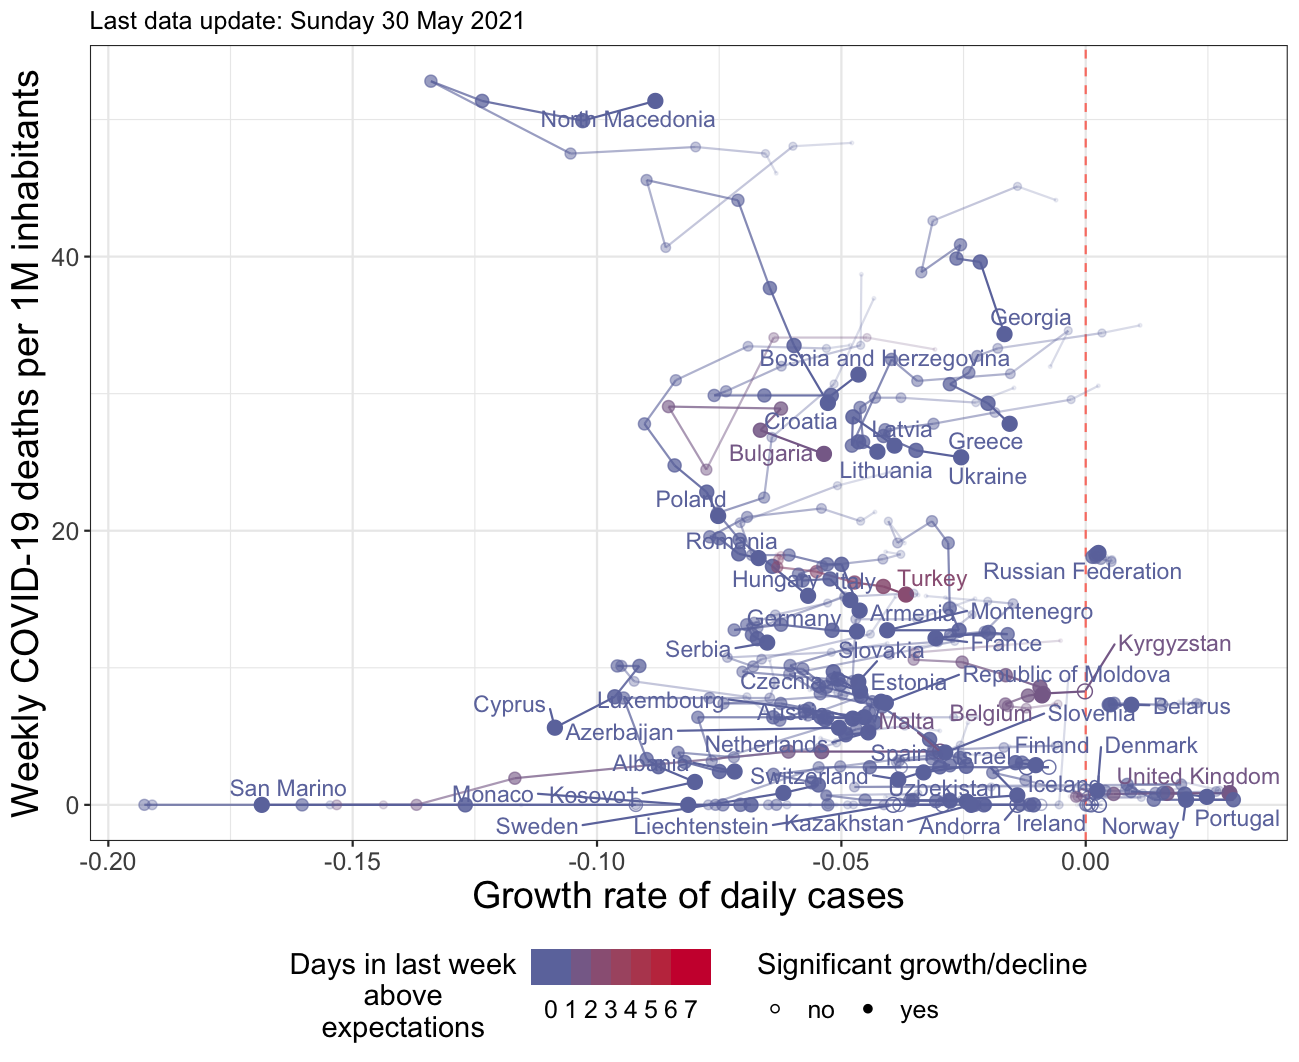 Last data update: Sunday 30 May 2021
Weekly COVID-19 deaths per 1M inhabitants
North Macedonia
40
Georgia
Bosnia and Herzegovina
Croatia
Latvia
Bulgaria
Greece
Lithuania
Ukraine
Poland
20
Romania
Russian Federation
Hungary
Italy
Turkey
Germany
Armenia
Montenegro
Serbia
France
Slovakia
Kyrgyzstan
Czechia
Estonia
Republic of Moldova
Cyprus
Luxembourg
Austria
Malta
Belgium
Slovenia
Belarus
Azerbaijan
Netherlands
Spain
Israel
Finland
Denmark
Albania
Switzerland
United Kingdom
San Marino
Monaco
Kosovo†
Uzbekistan
Iceland
0
Sweden
Liechtenstein
Kazakhstan
Andorra
Ireland
Norway
Portugal
-0.20 -0.15 -0.10 -0.05 0.00
Growth rate of daily cases
Days in last week
above
expectations
0 1 2 3 4 5 6 7
Significant growth/decline
no yes